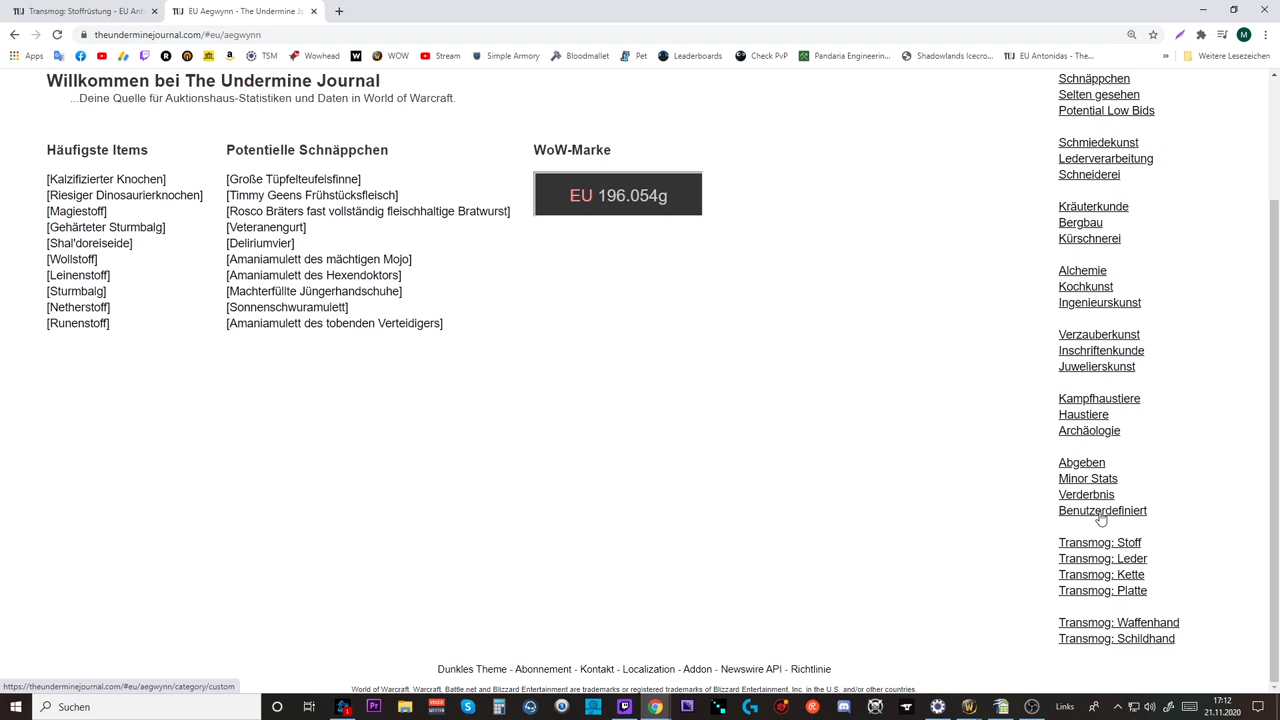 Transmog: Stoffrüstung - EU Ant
EU Aegwynn - The Undermine Jo
theunderminejournal.com/#eu/aegwynn
Apps
TSM
Wowhead
WOW
Stream
Simple Armory
Bloodmallet
Pet
Leaderboards
Check PvP
Pandaria Engineerin...
Shadowlands Icecro...
EU Antonidas - The...
Weitere Lesezeichen
Willkommen bei The Undermine Journal
...Deine Quelle für Auktionshaus-Statistiken und Daten in World of Warcraft.
Häufigste Items
[Kalzifizierter Knochen]
[Riesiger Dinosaurierknochen]
[Magiestoff]
[Gehärteter Sturmbalg]
[Shal'doreiseide]
[Wollstoff]
[Leinenstoff]
[Sturmbalg]
[Netherstoff]
[Runenstoff]
Potentielle Schnäppchen
[Große Tüpfelteufelsfinne]
[Timmy Geens Frühstücksfleisch]
[Rosco Bräters fast vollständig fleischhaltige Bratwurst]
[Veteranengurt]
[Deliriumvier]
[Amaniamulett des mächtigen Mojo]
[Amaniamulett des Hexendoktors]
[Machterfüllte Jüngerhandschuhe]
[Sonnenschwuramulett]
[Amaniamulett des tobenden Verteidigers]
WoW-Marke
EU 196.054g
Schnäppchen
Selten gesehen
Potential Low Bids
Schmiedekunst
Lederverarbeitung
Schneiderei
Kräuterkunde
Bergbau
Kürschnerei
Alchemie
Kochkunst
Ingenieurskunst
Verzauberkunst
Inschriftenkunde
Juwelierskunst
Kampfhaustiere
Haustiere
Archäologie
Abgeben
Minor Stats
Verderbnis
Benutzerdefiniert
Transmog: Stoff
Transmog: Leder
Transmog: Kette
Transmog: Platte
Transmog: Waffenhand
Transmog: Schildhand
Dunkles Theme - Abonnement - Kontakt - Localization - Addon - Newswire API - Richtlinie
https://theunderminejournal.com/#eu/aegwynn/category/custom
World of Warcraft, Warcraft, Battle.net and Blizzard Entertainment are trademarks or registered trademarks of Blizzard Entertainment, Inc. in the U.S. and/or other countries.
Suchen
Links
17:12
21.11.2020